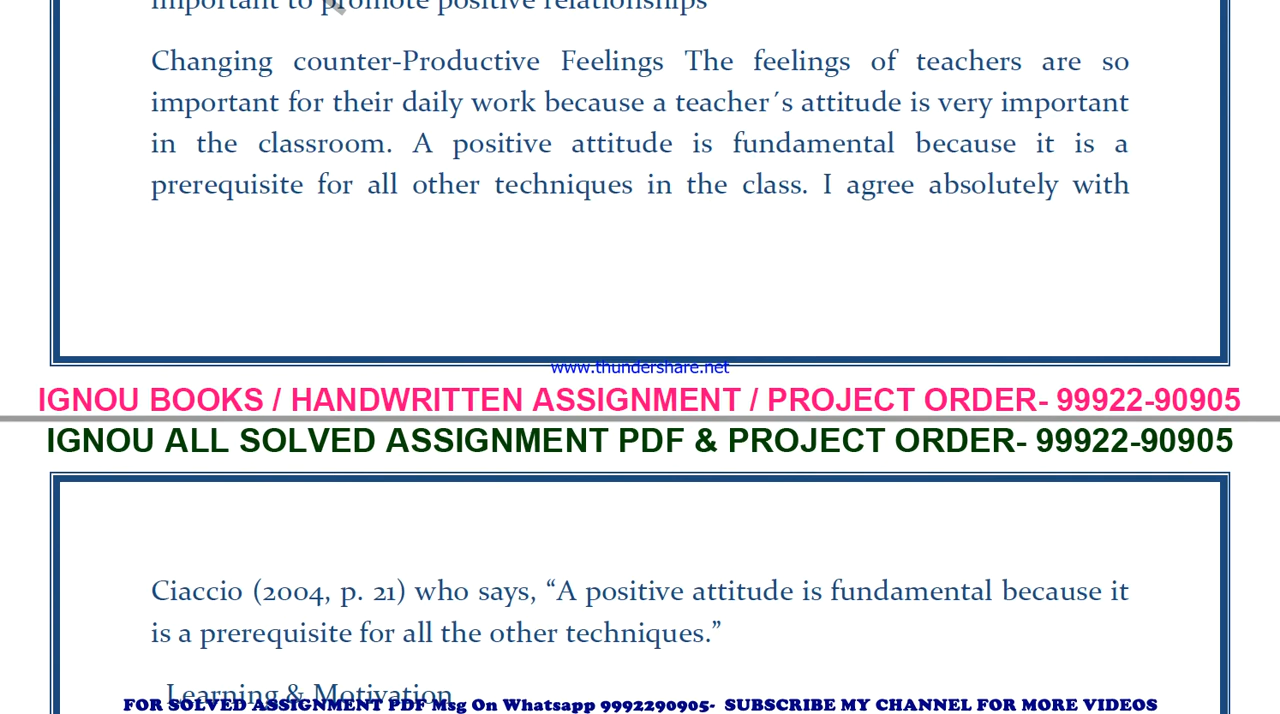 important to promote positive relationships
Changing counter-Productive Feelings The feelings of teachers are so
important for their daily work because a teacher´s attitude is very important
in the classroom. A positive attitude is fundamental because it is a
prerequisite for all other techniques in the class. I agree absolutely with
www.thundershare.net
IGNOU BOOKS / HANDWRITTEN ASSIGNMENT / PROJECT ORDER- 99922-90905
IGNOU ALL SOLVED ASSIGNMENT PDF & PROJECT ORDER- 99922-90905
Ciaccio (2004, p. 21) who says, “A positive attitude is fundamental because it
is a prerequisite for all the other techniques.”
Learning & Motivation
FOR SOLVED ASSIGNMENT PDF Msg On Whatsapp 9992290905- SUBSCRIBE MY CHANNEL FOR MORE VIDEOS